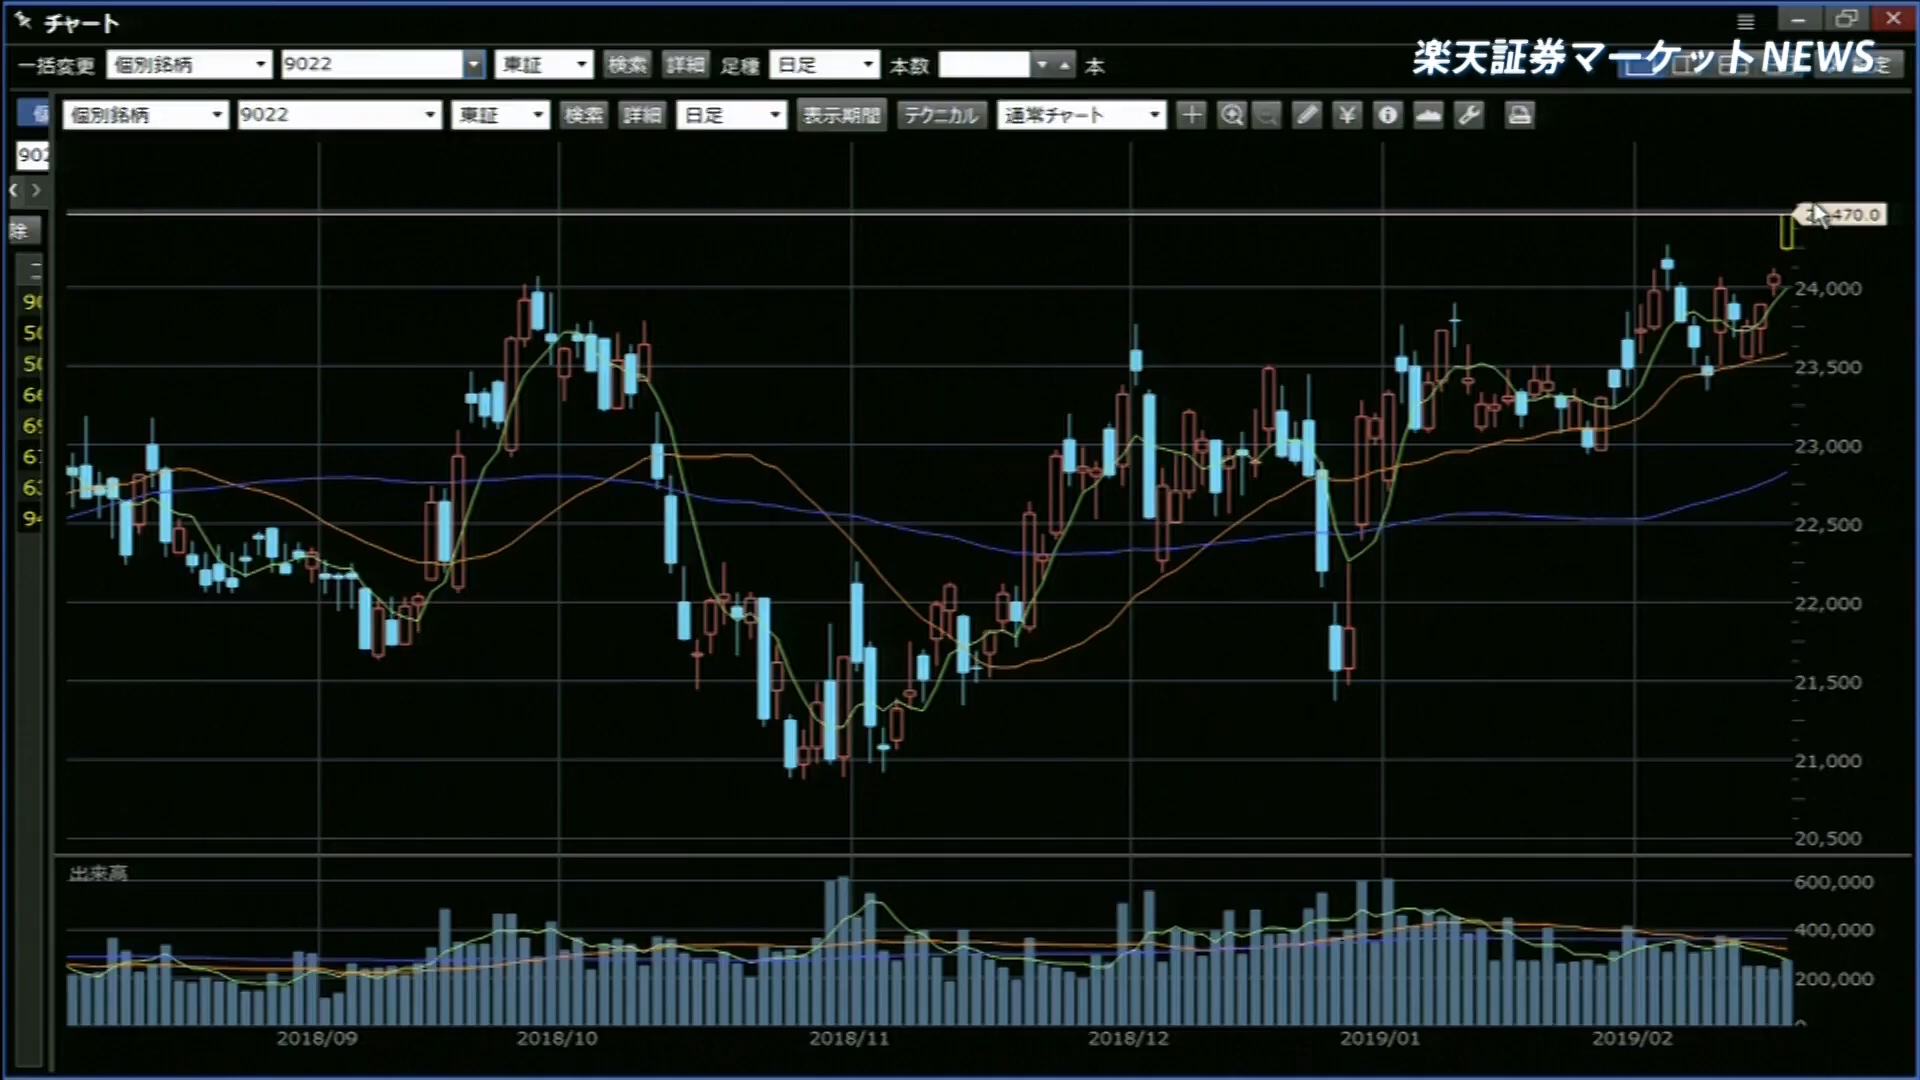 チャート
楽天証券マーケットNEWS
一括変更 個別銘柄 9022 東証 検索 詳細 足種 日足 本数 本
個別銘柄 9022 東証 検索 詳細 日足 表示期間 テクニカル 通常チャート
902
除
470.0
24,000
23,500
23,000
22,500
22,000
21,500
21,000
20,500
出来高
600,000
400,000
200,000
0
2018/09 2018/10 2018/11 2018/12 2019/01 2019/02